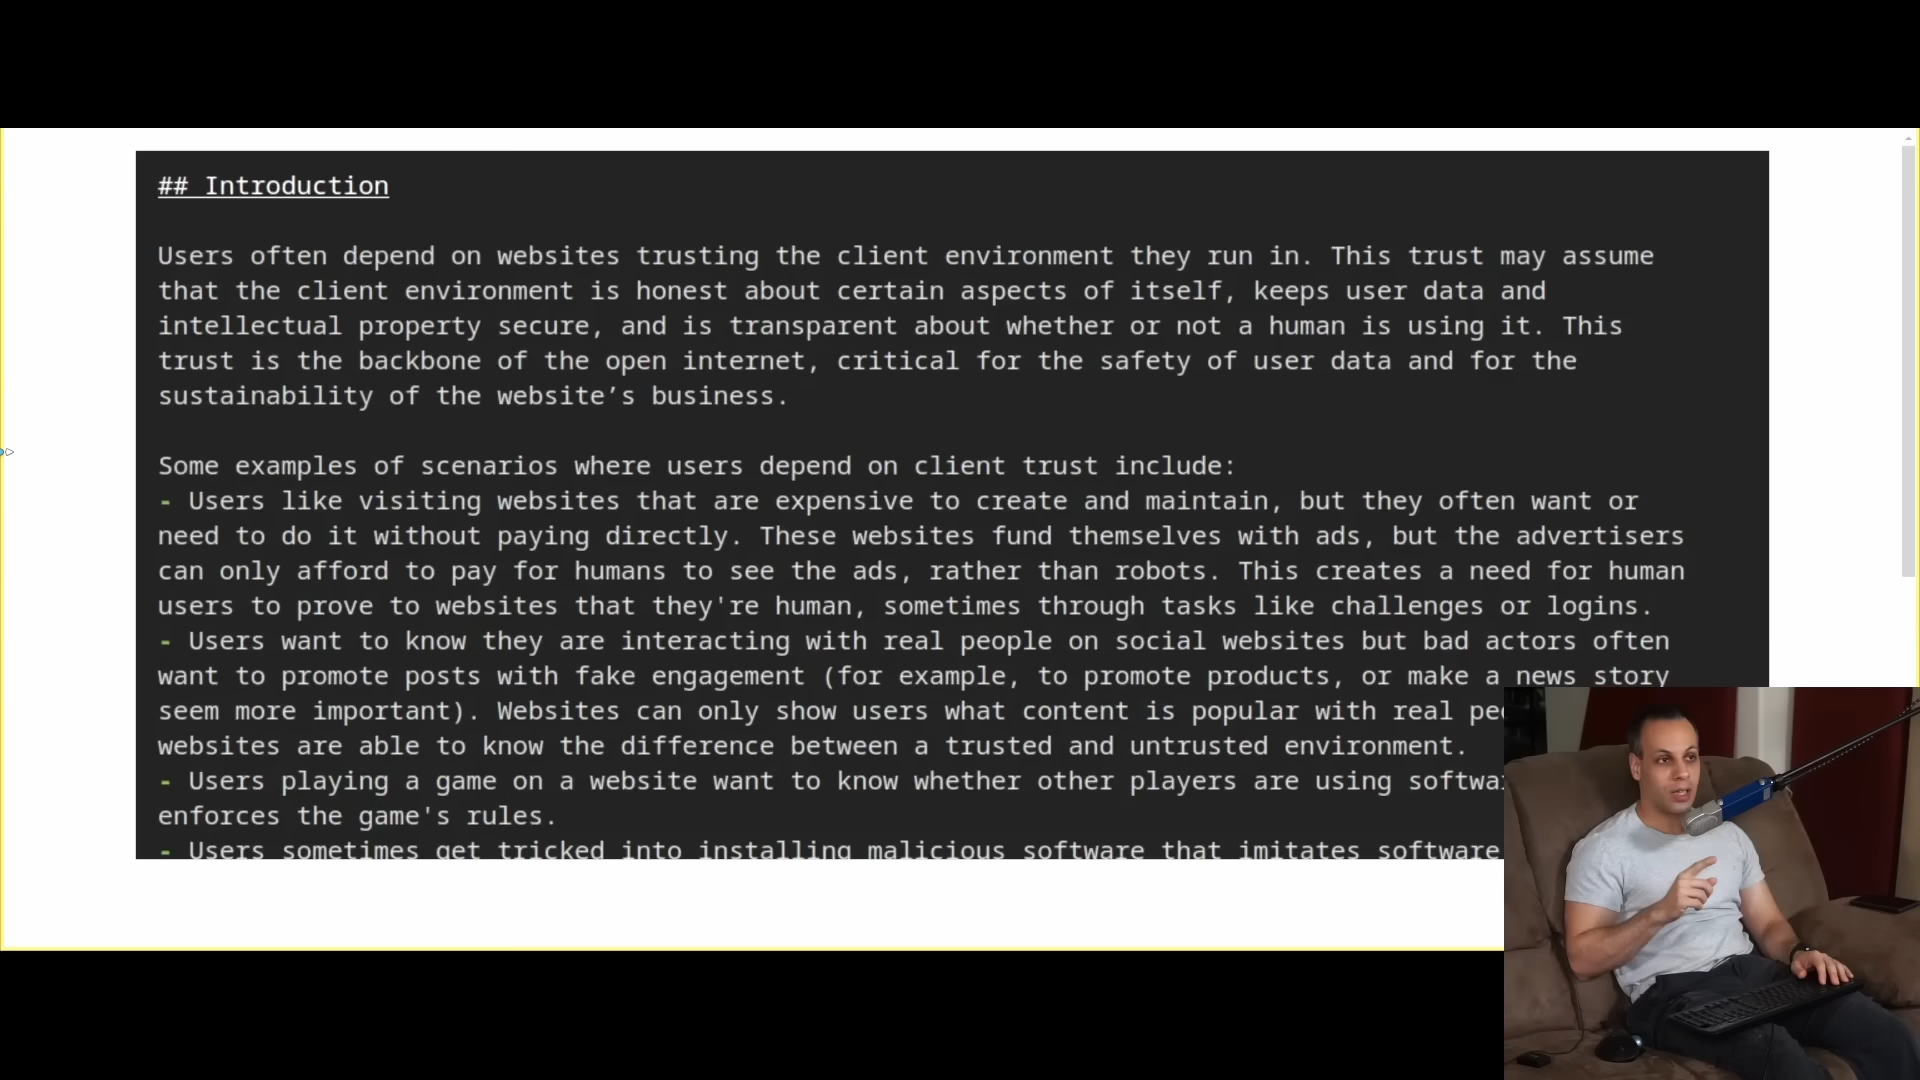 ## Introduction
Users often depend on websites trusting the client environment they run in. This trust may assume
that the client environment is honest about certain aspects of itself, keeps user data and
intellectual property secure, and is transparent about whether or not a human is using it. This
trust is the backbone of the open internet, critical for the safety of user data and for the
sustainability of the website’s business.
Some examples of scenarios where users depend on client trust include:
- Users like visiting websites that are expensive to create and maintain, but they often want or
need to do it without paying directly. These websites fund themselves with ads, but the advertisers
can only afford to pay for humans to see the ads, rather than robots. This creates a need for human
users to prove to websites that they're human, sometimes through tasks like challenges or logins.
- Users want to know they are interacting with real people on social websites but bad actors often
want to promote posts with fake engagement (for example, to promote products, or make a news story
seem more important). Websites can only show users what content is popular with real
websites are able to know the difference between a trusted and untrusted environment.
- Users playing a game on a website want to know whether other players are using
enforces the game's rules.
- Users sometimes get tricked into installing malicious software that imitates software